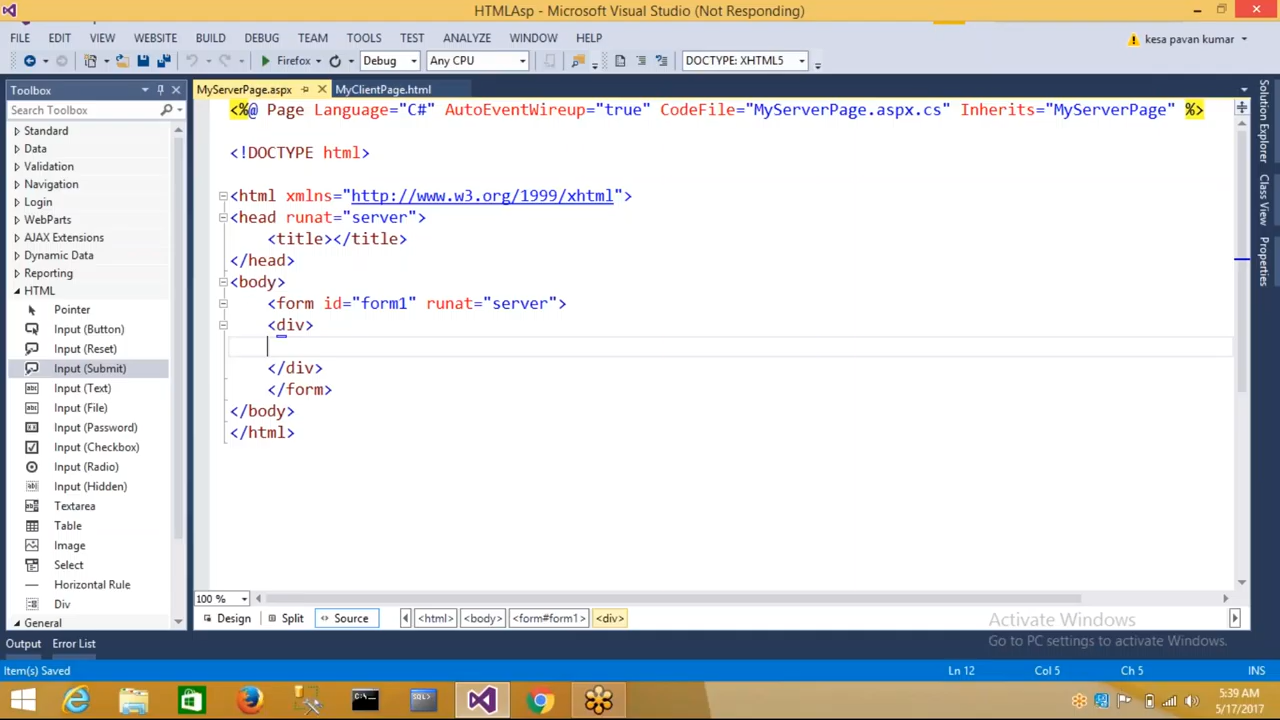 HTMLAsp - Microsoft Visual Studio (Not Responding)
FILE EDIT VIEW WEBSITE BUILD DEBUG TEAM TOOLS TEST ANALYZE WINDOW HELP
kesa pavan kumar
Firefox Debug Any CPU DOCTYPE: XHTML5
Toolbox
MyServerPage.aspx MyClientPage.html
Search Toolbox
Standard
Data
Validation
Navigation
Login
WebParts
AJAX Extensions
Dynamic Data
Reporting
HTML
Pointer
Input (Button)
Input (Reset)
Input (Submit)
Input (Text)
Input (File)
Input (Password)
Input (Checkbox)
Input (Radio)
Input (Hidden)
Textarea
Table
Image
Select
Horizontal Rule
Div
General
<%@ Page Language="C#" AutoEventWireup="true" CodeFile="MyServerPage.aspx.cs" Inherits="MyServerPage" %>
<!DOCTYPE html>
<html xmlns="http://www.w3.org/1999/xhtml">
<head runat="server">
<title></title>
</head>
<body>
<form id="form1" runat="server">
<div>
</div>
</form>
</body>
</html>
Solution Explorer
Class View
Properties
100 %
Design Split Source <html> <body> <form#form1> <div>
Activate Windows
Go to PC settings to activate Windows.
Output Error List
Item(s) Saved Ln 12 Col 5 Ch 5 INS
5:39 AM
5/17/2017